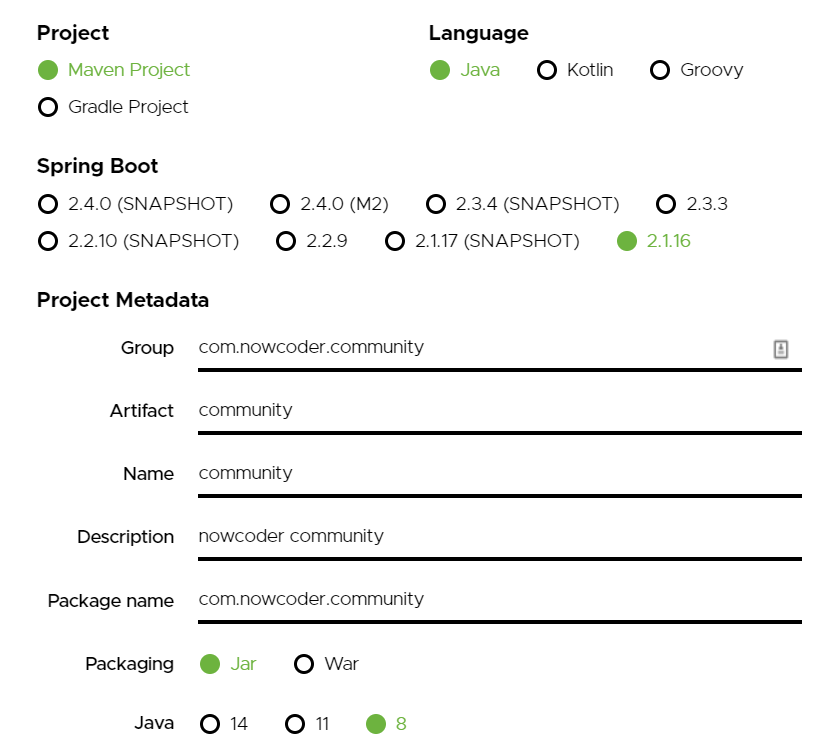 Project
Language
Maven Project
Java Kotlin Groovy
Gradle Project
Spring Boot
2.4.0 (SNAPSHOT) 2.4.0 (M2) 2.3.4 (SNAPSHOT) 2.3.3
2.2.10 (SNAPSHOT) 2.2.9 2.1.17 (SNAPSHOT) 2.1.16
Project Metadata
Group com.nowcoder.community
Artifact community
Name community
Description nowcoder community
Package name com.nowcoder.community
Packaging Jar War
Java 14 11 8